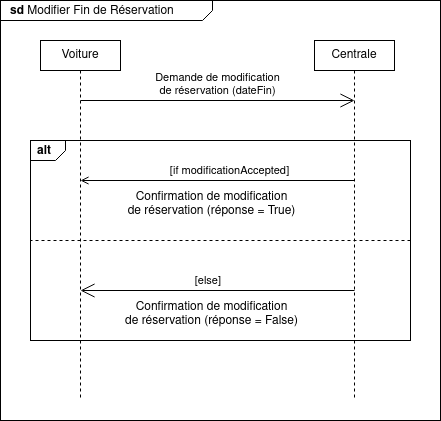 sd Modifier Fin de Réservation
Voiture
Centrale
Demande de modification
de réservation (dateFin)
alt
[if modificationAccepted]
Confirmation de modification
de réservation (réponse = True)
[else]
Confirmation de modification
de réservation (réponse = False)